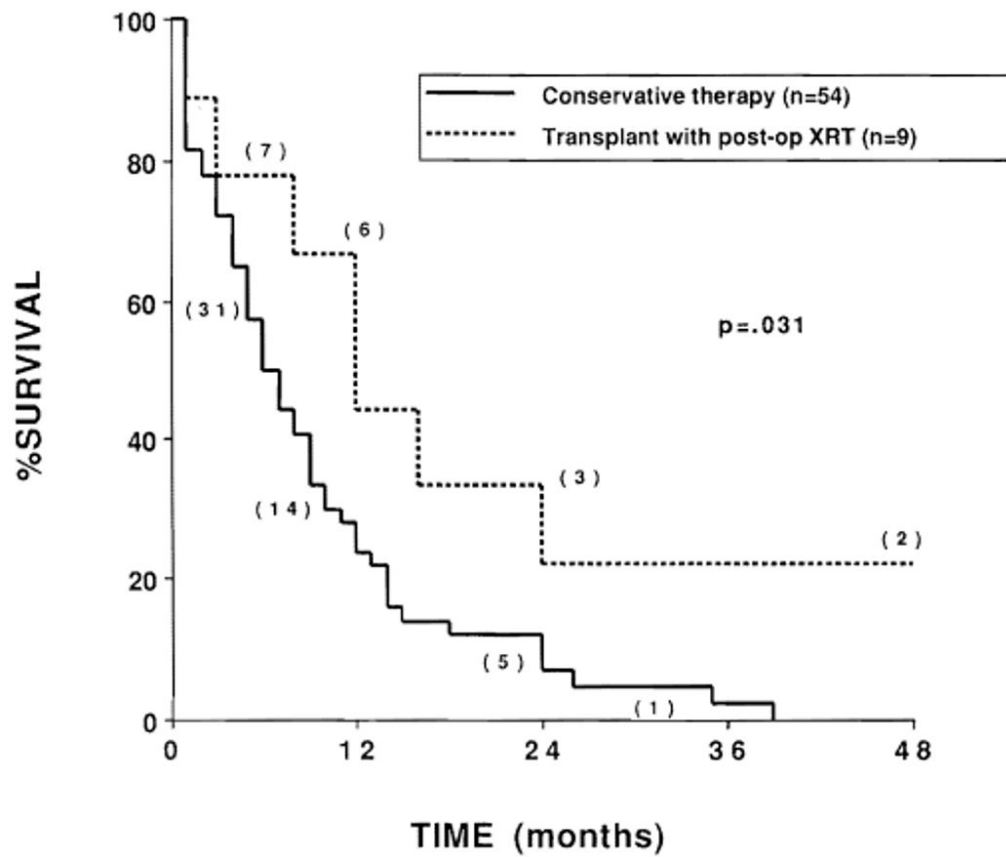 100
80
60
40
20
0
%SURVIVAL
Conservative therapy (n=54)
Transplant with post-op XRT (n=9)
(7)
(6)
(31)
p=.031
(3)
(14)
(2)
(5)
(1)
0 12 24 36 48
TIME (months)